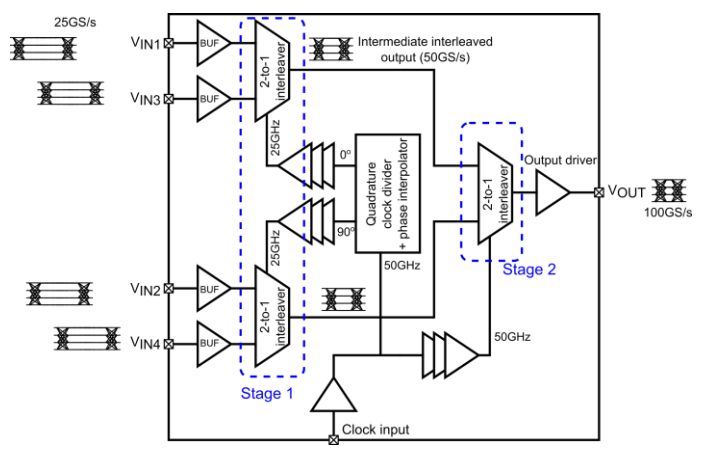 25GS/s
VIN1
BUF
2-to-1
interleaver
Intermediate interleaved
output (50GS/s)
VIN3
BUF
25GHz
0°
Quadrature
clock divider
+ phase interpolator
2-to-1
interleaver
Output driver
VOUT
100GS/s
25GHz
90°
50GHz
Stage 2
VIN2
BUF
2-to-1
interleaver
VIN4
BUF
50GHz
Stage 1
Clock input